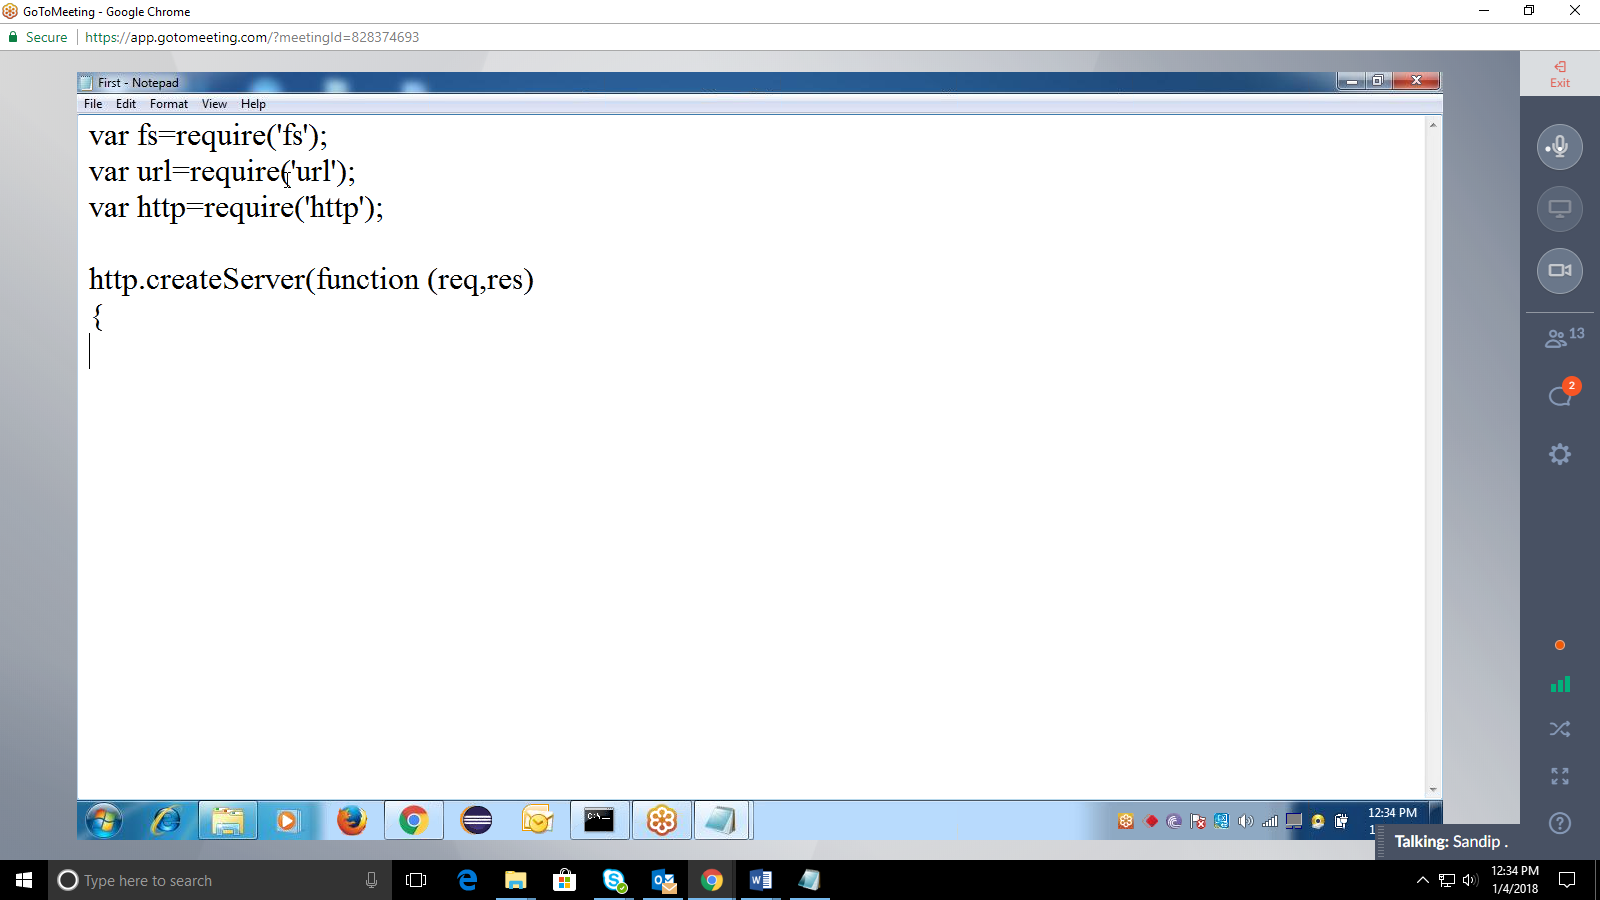 GoToMeeting - Google Chrome
Secure
https://app.gotomeeting.com/?meetingId=828374693
Exit
First - Notepad
File Edit Format View Help
var fs=require('fs');
var url=require('url');
var http=require('http');
http.createServer(function (req,res)
{
13
2
C:\_
12:34 PM
1
Talking: Sandip .
Type here to search
12:34 PM
1/4/2018